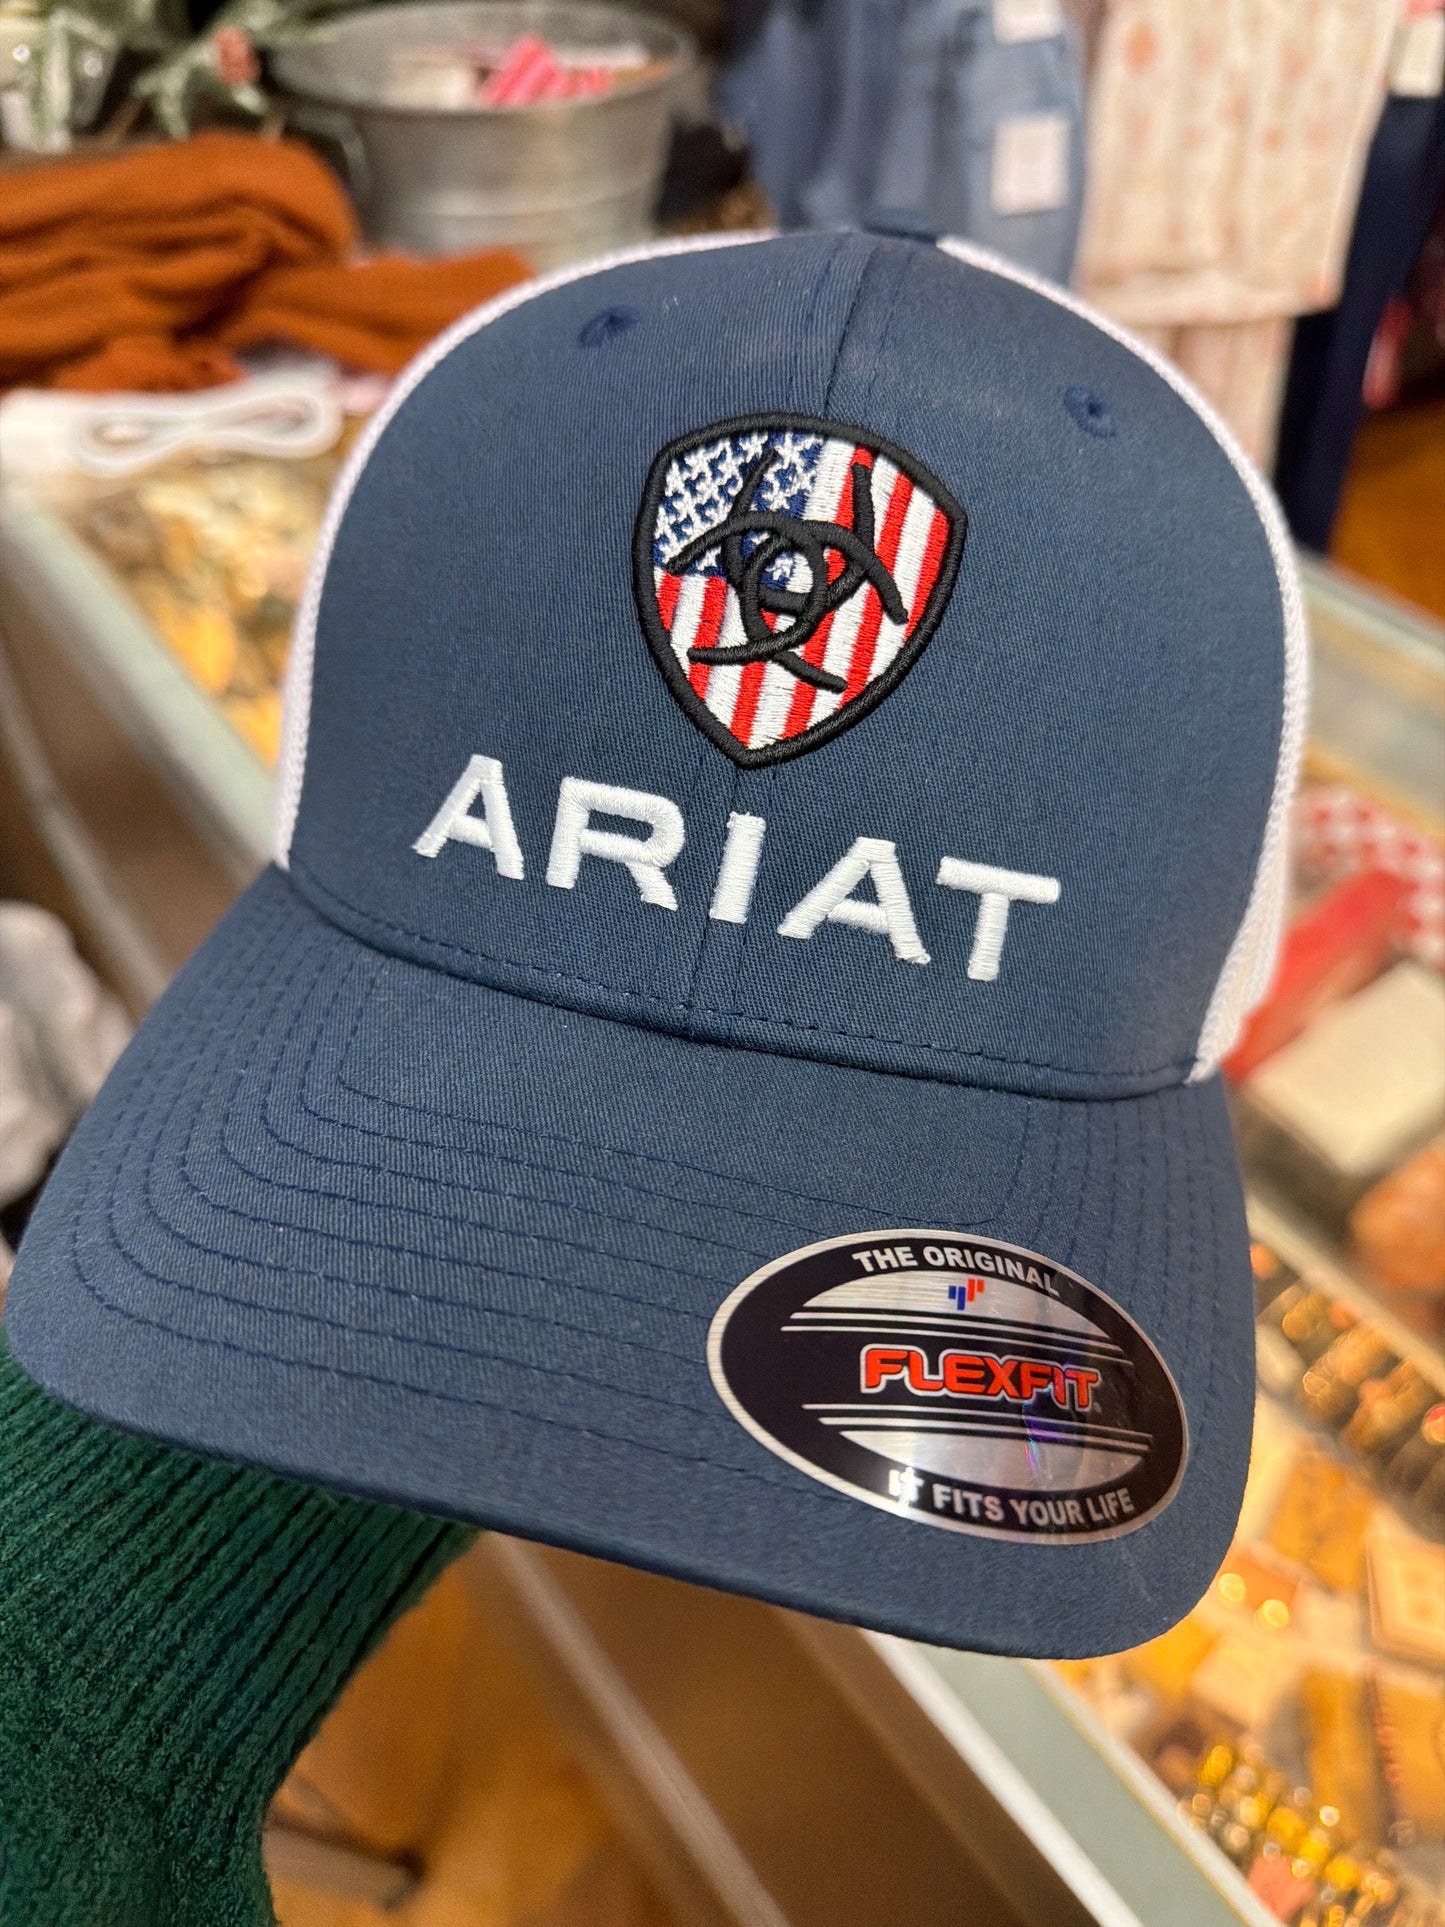 ARIAT
THE ORIGINAL
FLEXFIT®
IT FITS YOUR LIFE